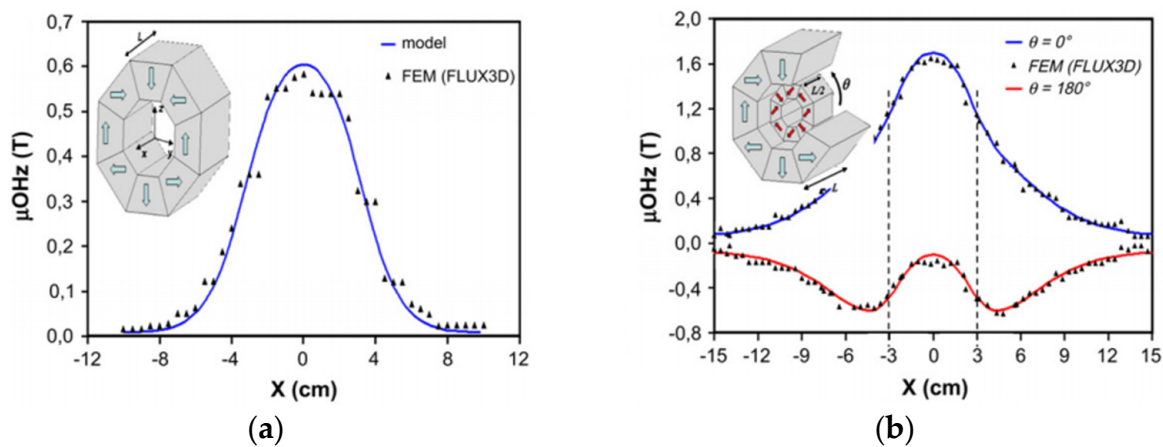 0,7
0,6
0,5
0,4
0,3
0,2
0,1
0,0
µOHz (T)
-12 -8 -4 0 4 8 12
X (cm)
model
FEM (FLUX3D)
L
z
x
y
(a)
2,0
1,6
1,2
0,8
0,4
0,0
-0,4
-0,8
µOHz (T)
-15 -12 -9 -6 -3 0 3 6 9 12 15
X (cm)
θ = 0°
FEM (FLUX3D)
θ = 180°
L/2
θ
L
(b)